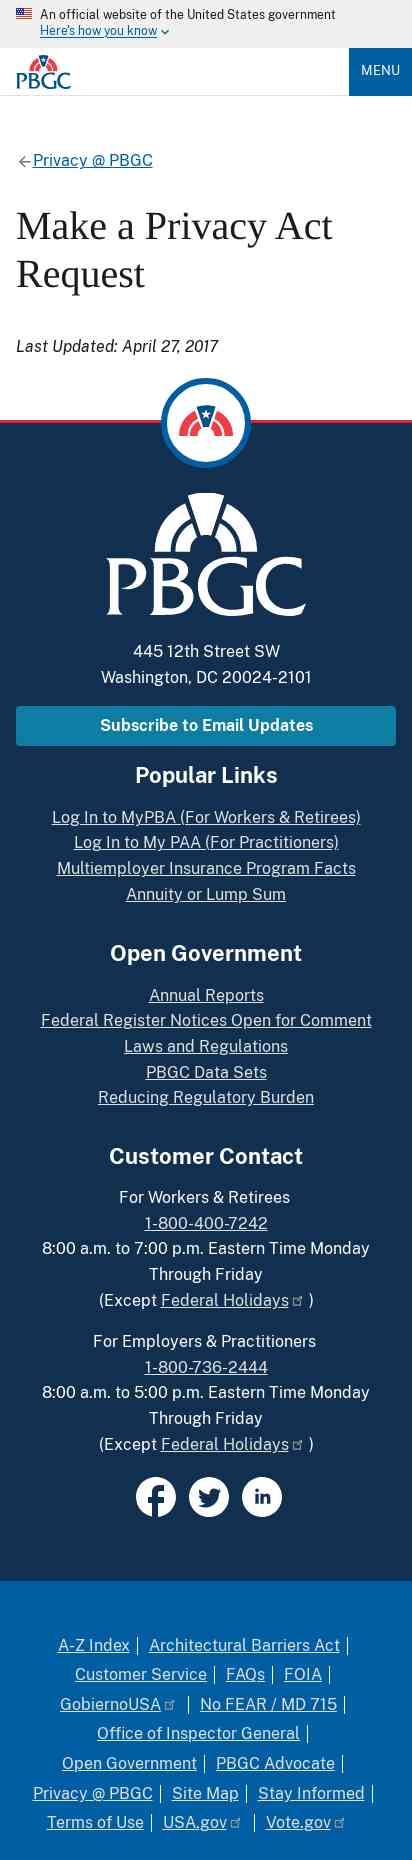 An official website of the United States government
Here's how you know
PBGC
MENU
Privacy @ PBGC
Make a Privacy Act
Request
Last Updated: April 27, 2017
PBGC
445 12th Street SW
Washington, DC 20024-2101
Subscribe to Email Updates
Popular Links
Log In to MyPBA (For Workers & Retirees)
Log In to My PAA (For Practitioners)
Multiemployer Insurance Program Facts
Annuity or Lump Sum
Open Government
Annual Reports
Federal Register Notices Open for Comment
Laws and Regulations
PBGC Data Sets
Reducing Regulatory Burden
Customer Contact
For Workers & Retirees
1-800-400-7242
8:00 a.m. to 7:00 p.m. Eastern Time Monday
Through Friday
(Except Federal Holidays )
For Employers & Practitioners
1-800-736-2444
8:00 a.m. to 5:00 p.m. Eastern Time Monday
Through Friday
(Except Federal Holidays )
in
A-Z Index | Architectural Barriers Act |
Customer Service | FAQs | FOIA |
GobiernoUSA | No FEAR / MD 715 |
Office of Inspector General |
Open Government | PBGC Advocate |
Privacy @ PBGC | Site Map | Stay Informed |
Terms of Use | USA.gov | Vote.gov